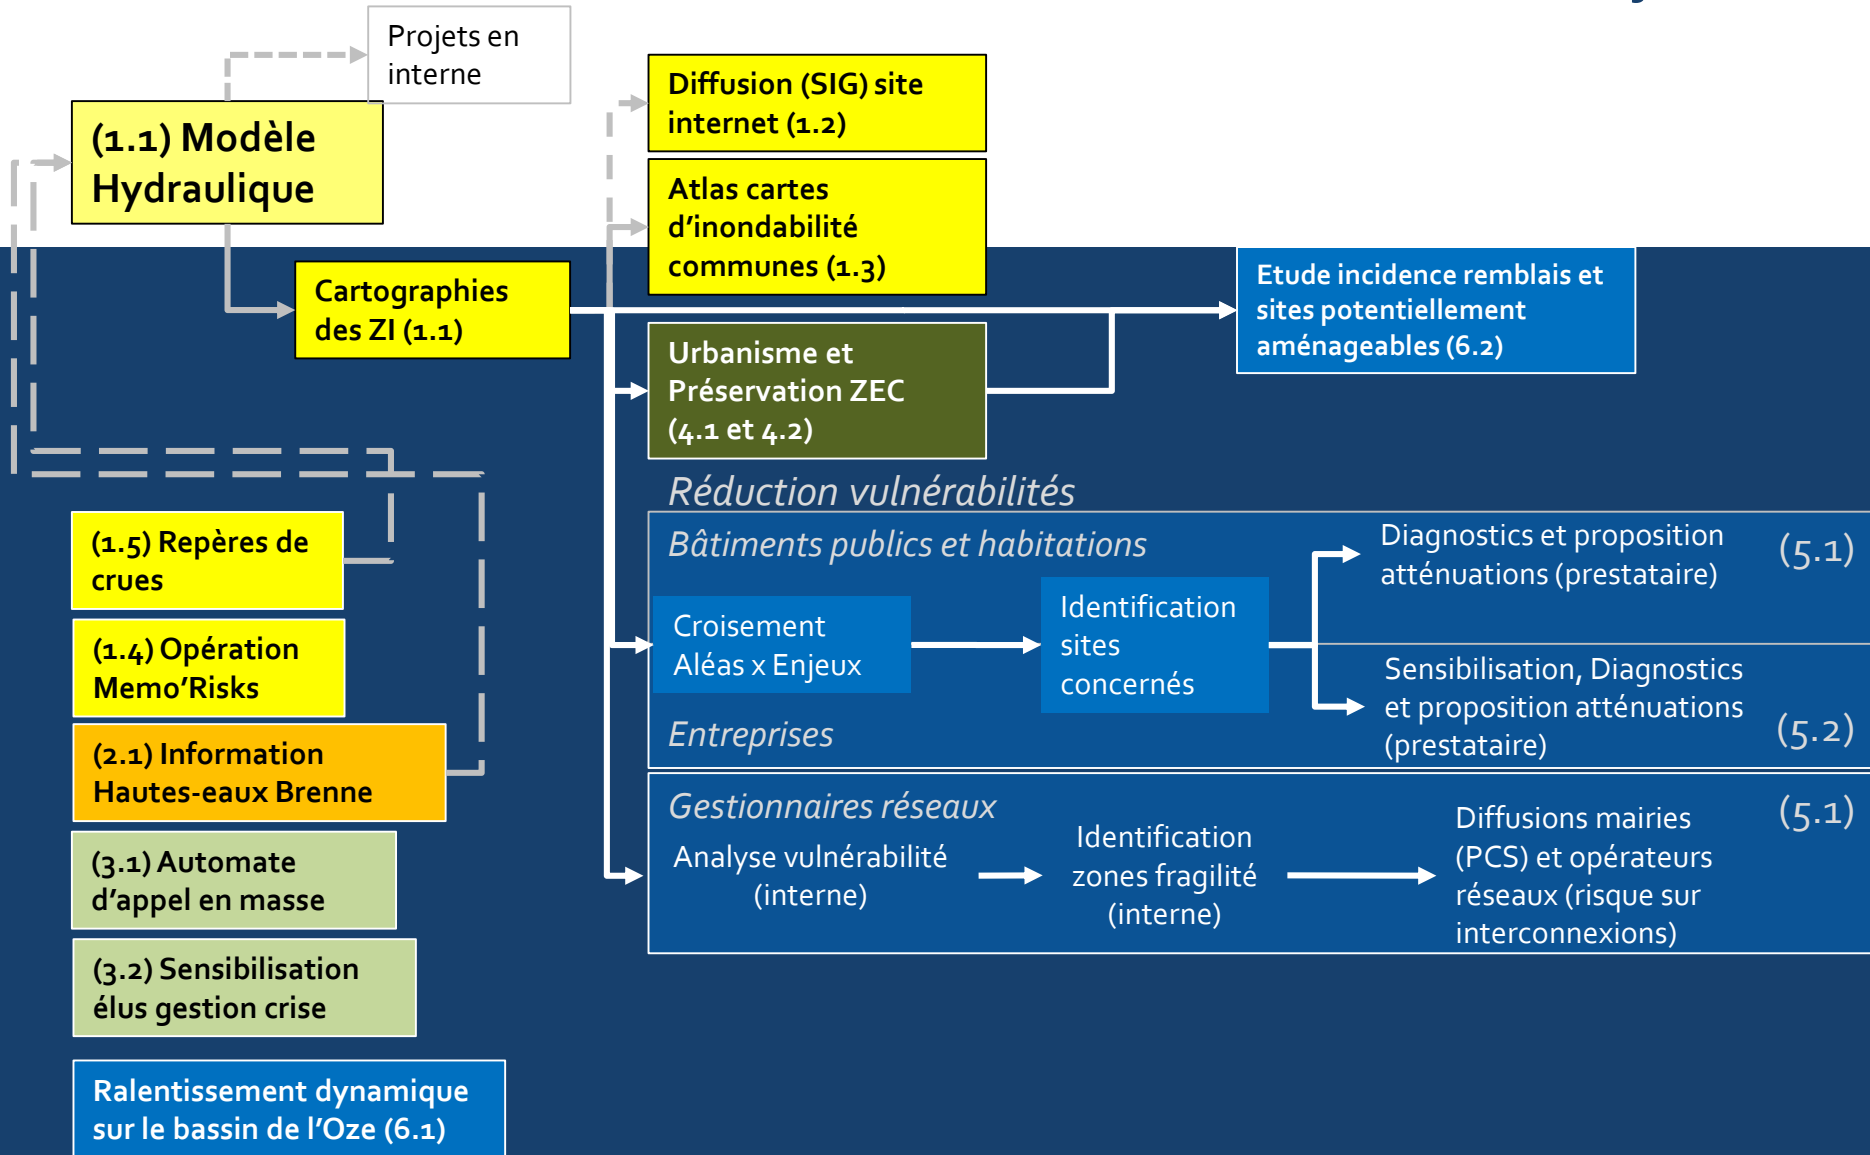 Projets en
interne
(1.1) Modèle
Hydraulique
Diffusion (SIG) site
internet (1.2)
Atlas cartes
d’inondabilité
communes (1.3)
Cartographies
des ZI (1.1)
Etude incidence remblais et
sites potentiellement
aménageables (6.2)
Urbanisme et
Préservation ZEC
(4.1 et 4.2)
Réduction vulnérabilités
Bâtiments publics et habitations
Croisement
Aléas x Enjeux
Identification
sites
concernés
Diagnostics et proposition
atténuations (prestataire)
(5.1)
Sensibilisation, Diagnostics
et proposition atténuations
(prestataire)
(5.2)
Entreprises
Gestionnaires réseaux
Analyse vulnérabilité
(interne)
Identification
zones fragilité
(interne)
Diffusions mairies
(PCS) et opérateurs
réseaux (risque sur
interconnexions)
(5.1)
(1.5) Repères de
crues
(1.4) Opération
Memo’Risks
(2.1) Information
Hautes-eaux Brenne
(3.1) Automate
d’appel en masse
(3.2) Sensibilisation
élus gestion crise
Ralentissement dynamique
sur le bassin de l’Oze (6.1)